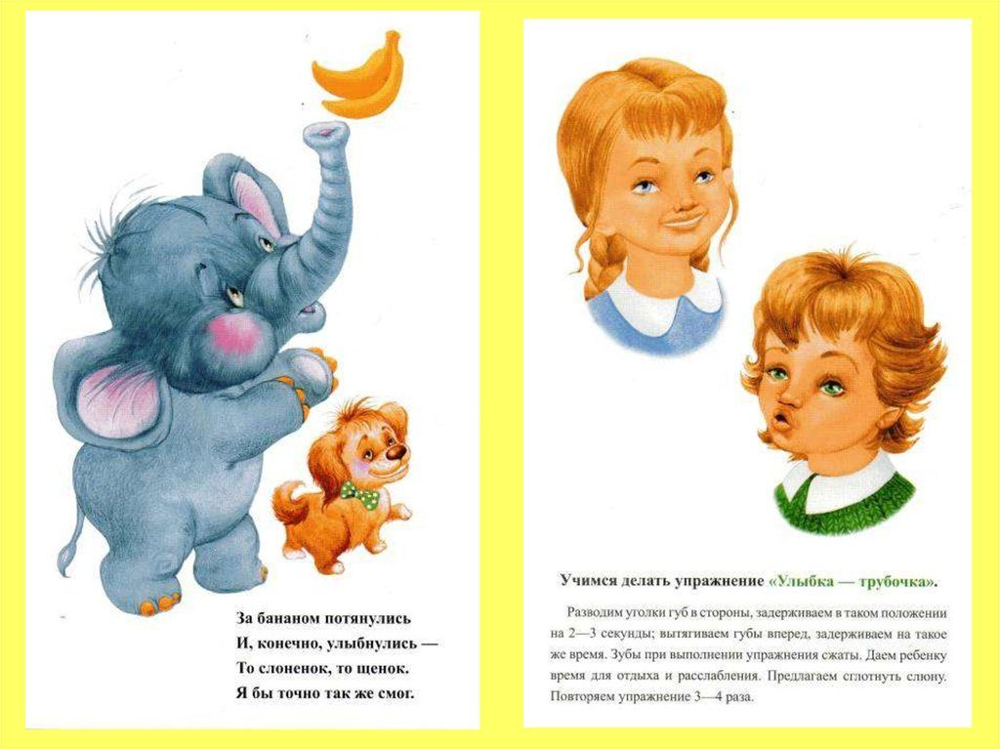 За бананом потянулись
И, конечно, улыбнулись —
То слоненок, то щенок.
Я бы точно так же смог.
Учимся делать упражнение «Улыбка — трубочка».
Разводим уголки губ в стороны, задерживаем в таком положении
на 2—3 секунды; вытягиваем губы вперед, задерживаем на такое
же время. Зубы при выполнении упражнения сжаты. Даем ребенку
время для отдыха и расслабления. Предлагаем сглотнуть слюну.
Повторяем упражнение 3—4 раза.